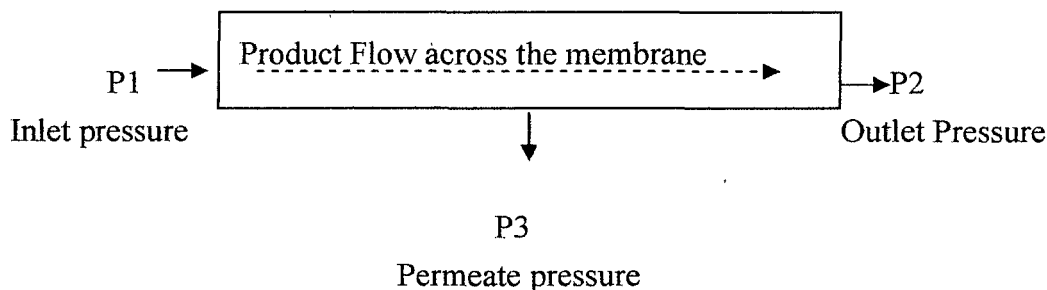 Product Flow across the membrane
P1
P2
Inlet pressure
Outlet Pressure
P3
Permeate pressure